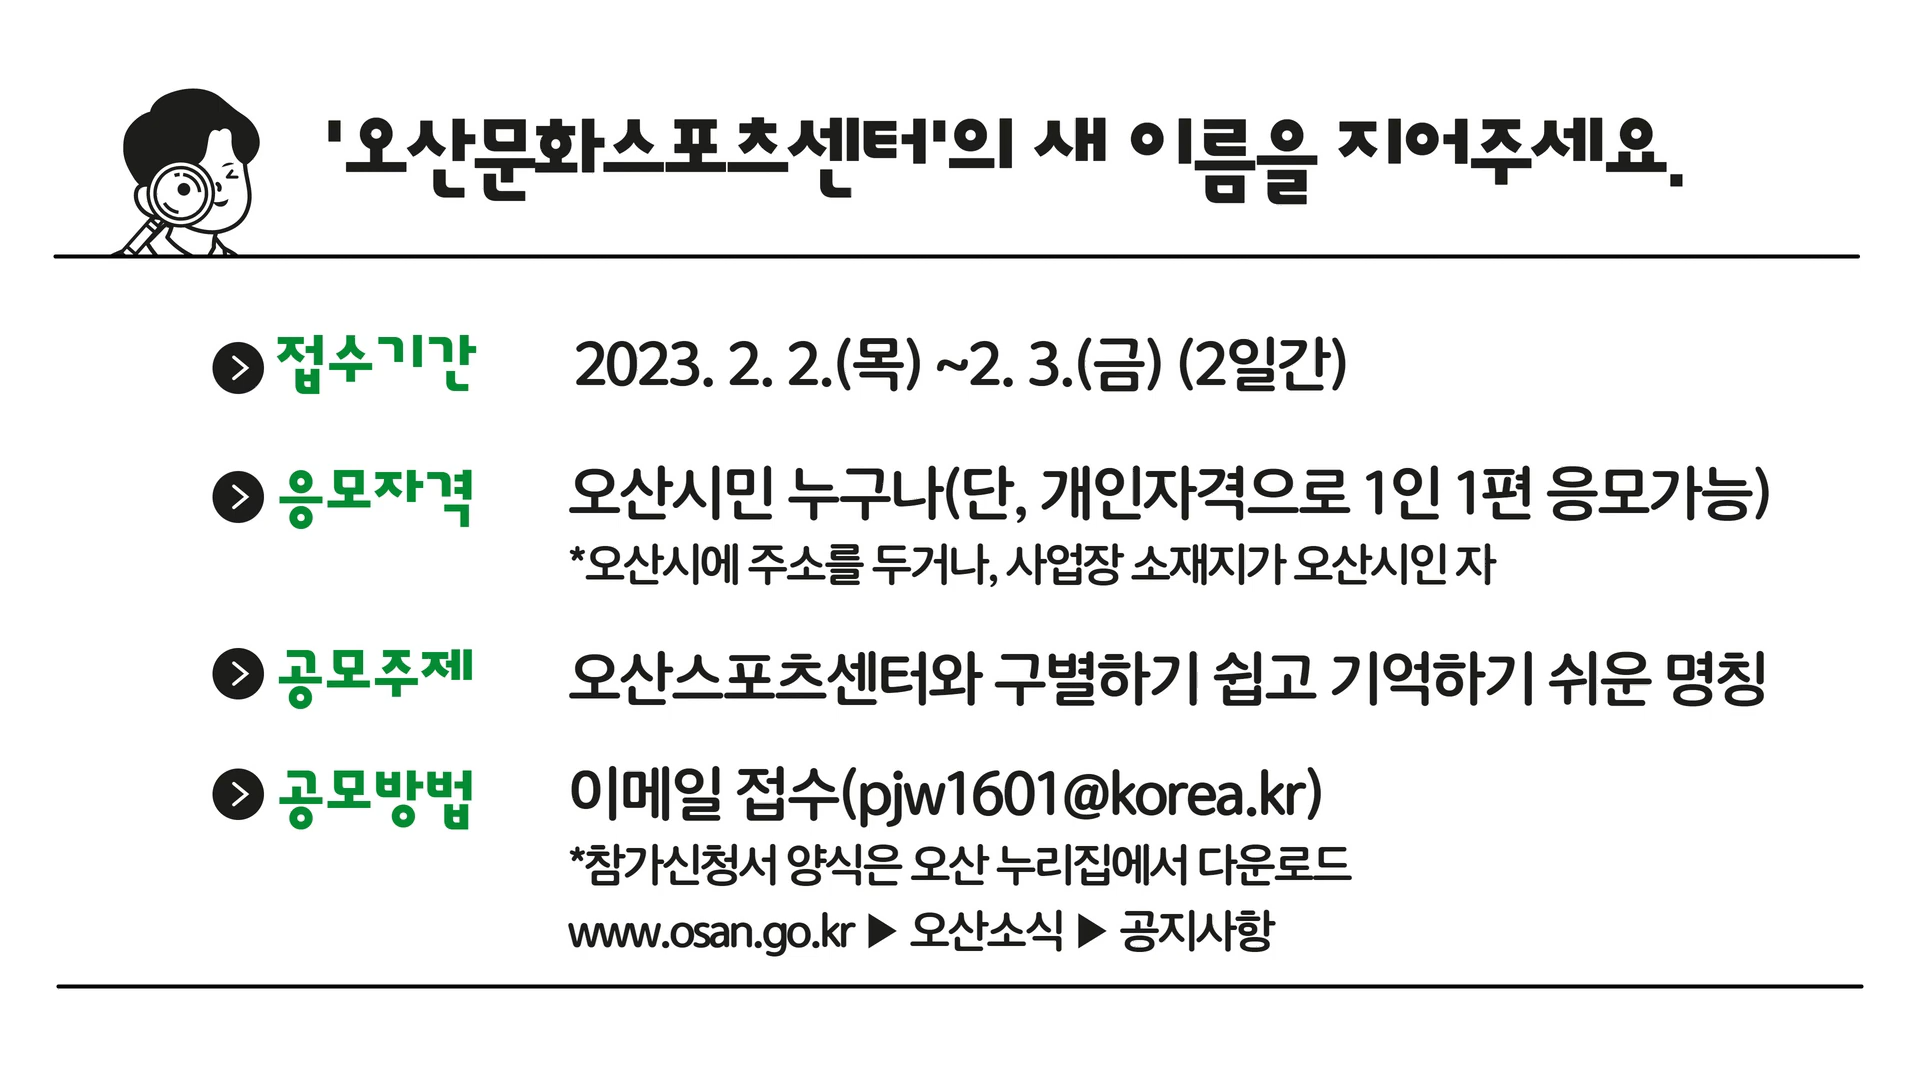 '오산문화스포츠센터'의 새 이름을 지어주세요.
접수기간 2023. 2. 2.(목) ~2. 3.(금) (2일간)
응모자격 오산시민 누구나(단, 개인자격으로 1인 1편 응모가능)
*오산시에 주소를 두거나, 사업장 소재지가 오산시인 자
공모주제 오산스포츠센터와 구별하기 쉽고 기억하기 쉬운 명칭
공모방법 이메일 접수(pjw1601@korea.kr)
*참가신청서 양식은 오산 누리집에서 다운로드
www.osan.go.kr ▶ 오산소식 ▶ 공지사항